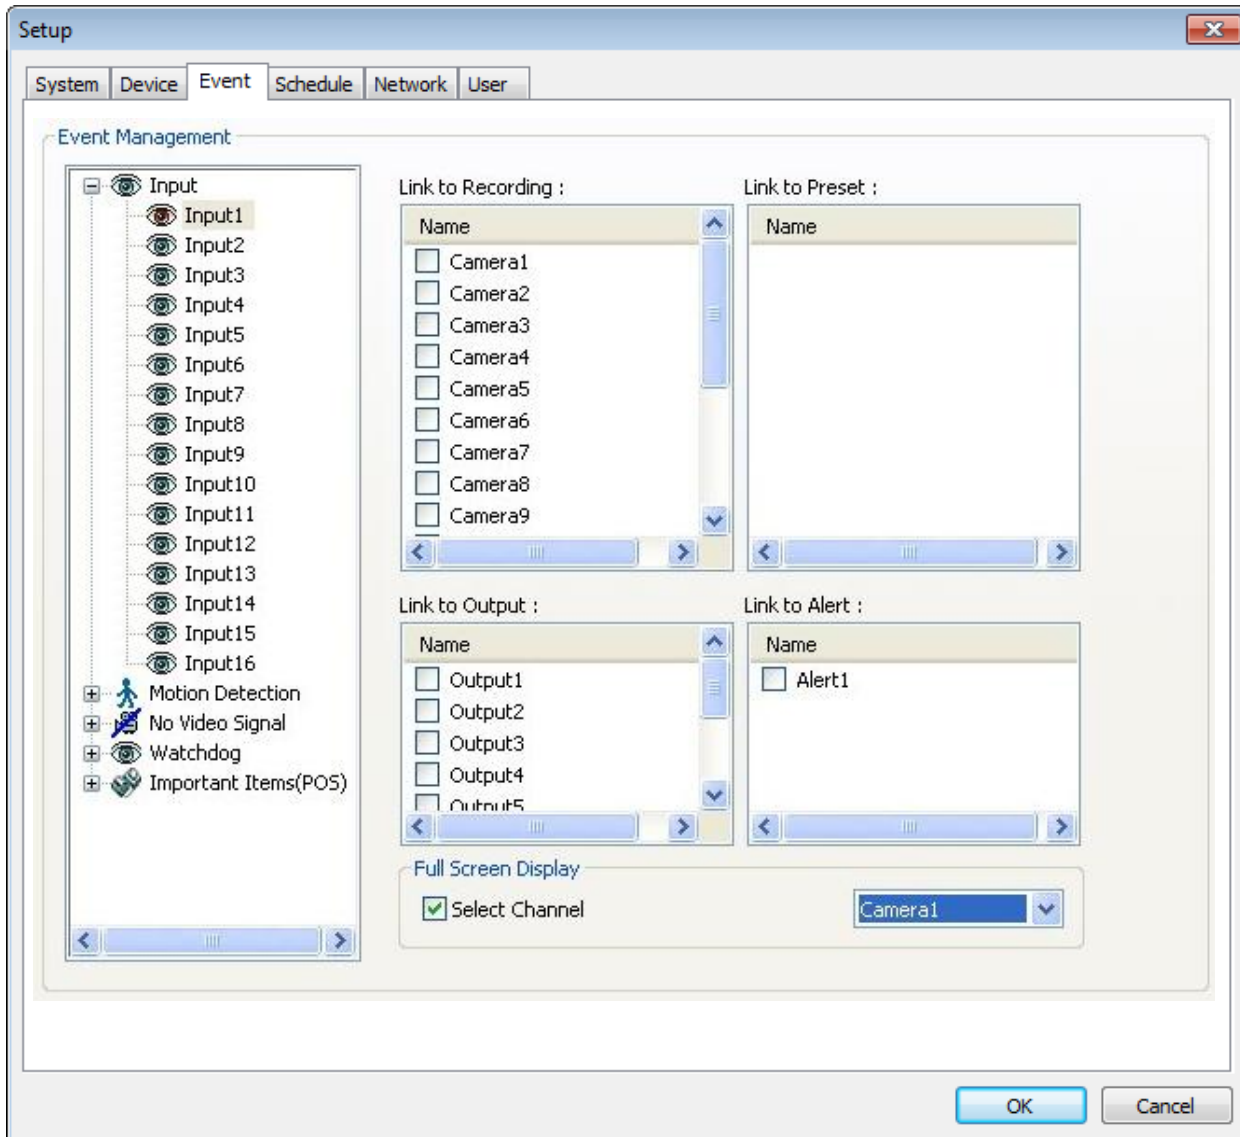 Setup
System Device Event Schedule Network User
Event Management
Input
Input1
Input2
Input3
Input4
Input5
Input6
Input7
Input8
Input9
Input10
Input11
Input12
Input13
Input14
Input15
Input16
Motion Detection
No Video Signal
Watchdog
Important Items(POS)
Link to Recording :
Name
Camera1
Camera2
Camera3
Camera4
Camera5
Camera6
Camera7
Camera8
Camera9
Link to Preset :
Name
Link to Output :
Name
Output1
Output2
Output3
Output4
Output5
Link to Alert :
Name
Alert1
Full Screen Display
Select Channel
Camera1
OK
Cancel